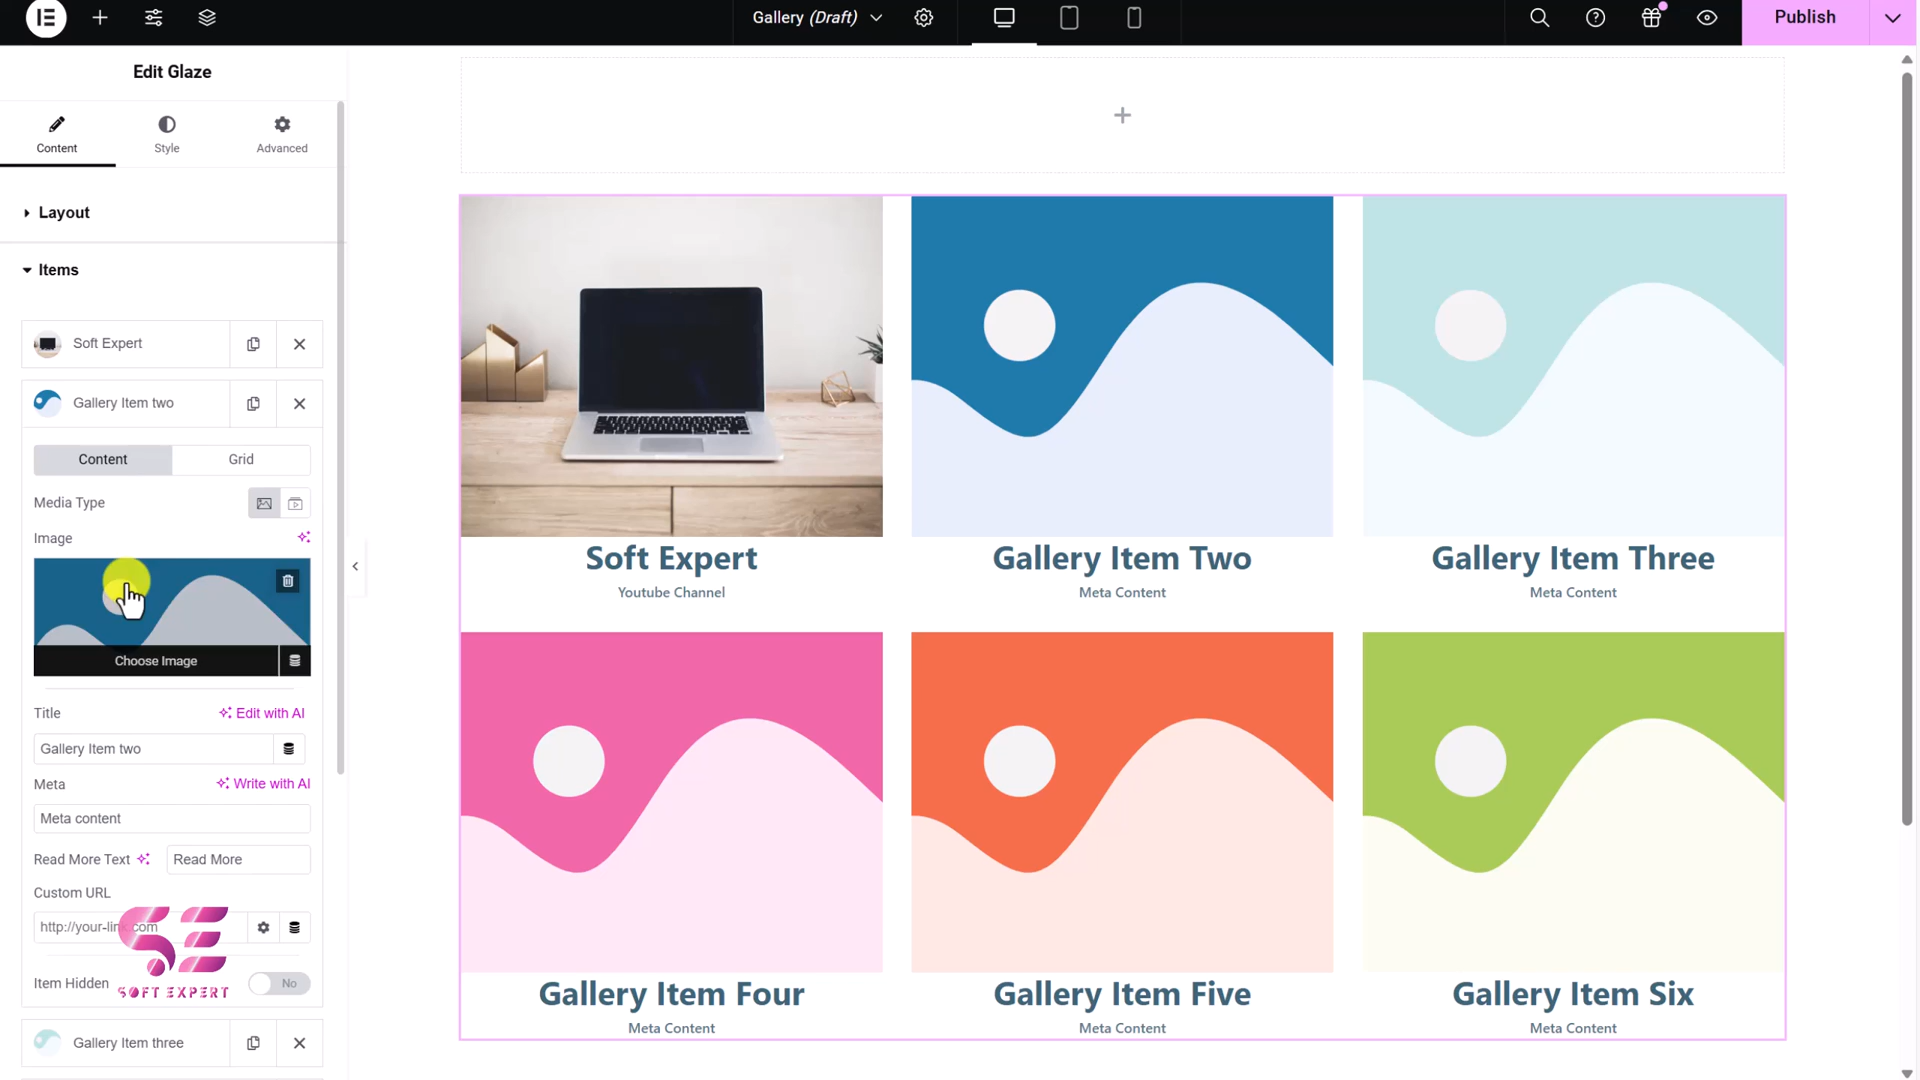 Gallery (Draft)
Publish
Edit Glaze
Content
Style
Advanced
Layout
Items
Soft Expert
Gallery Item two
Content
Grid
Media Type
Image
Choose Image
Title
Edit with AI
Gallery Item two
Meta
Write with AI
Meta content
Read More Text
Read More
Custom URL
http://your-link.com
Item Hidden
No
SOFT EXPERT
Gallery Item three
Soft Expert
Youtube Channel
Gallery Item Two
Meta Content
Gallery Item Three
Meta Content
Gallery Item Four
Meta Content
Gallery Item Five
Meta Content
Gallery Item Six
Meta Content